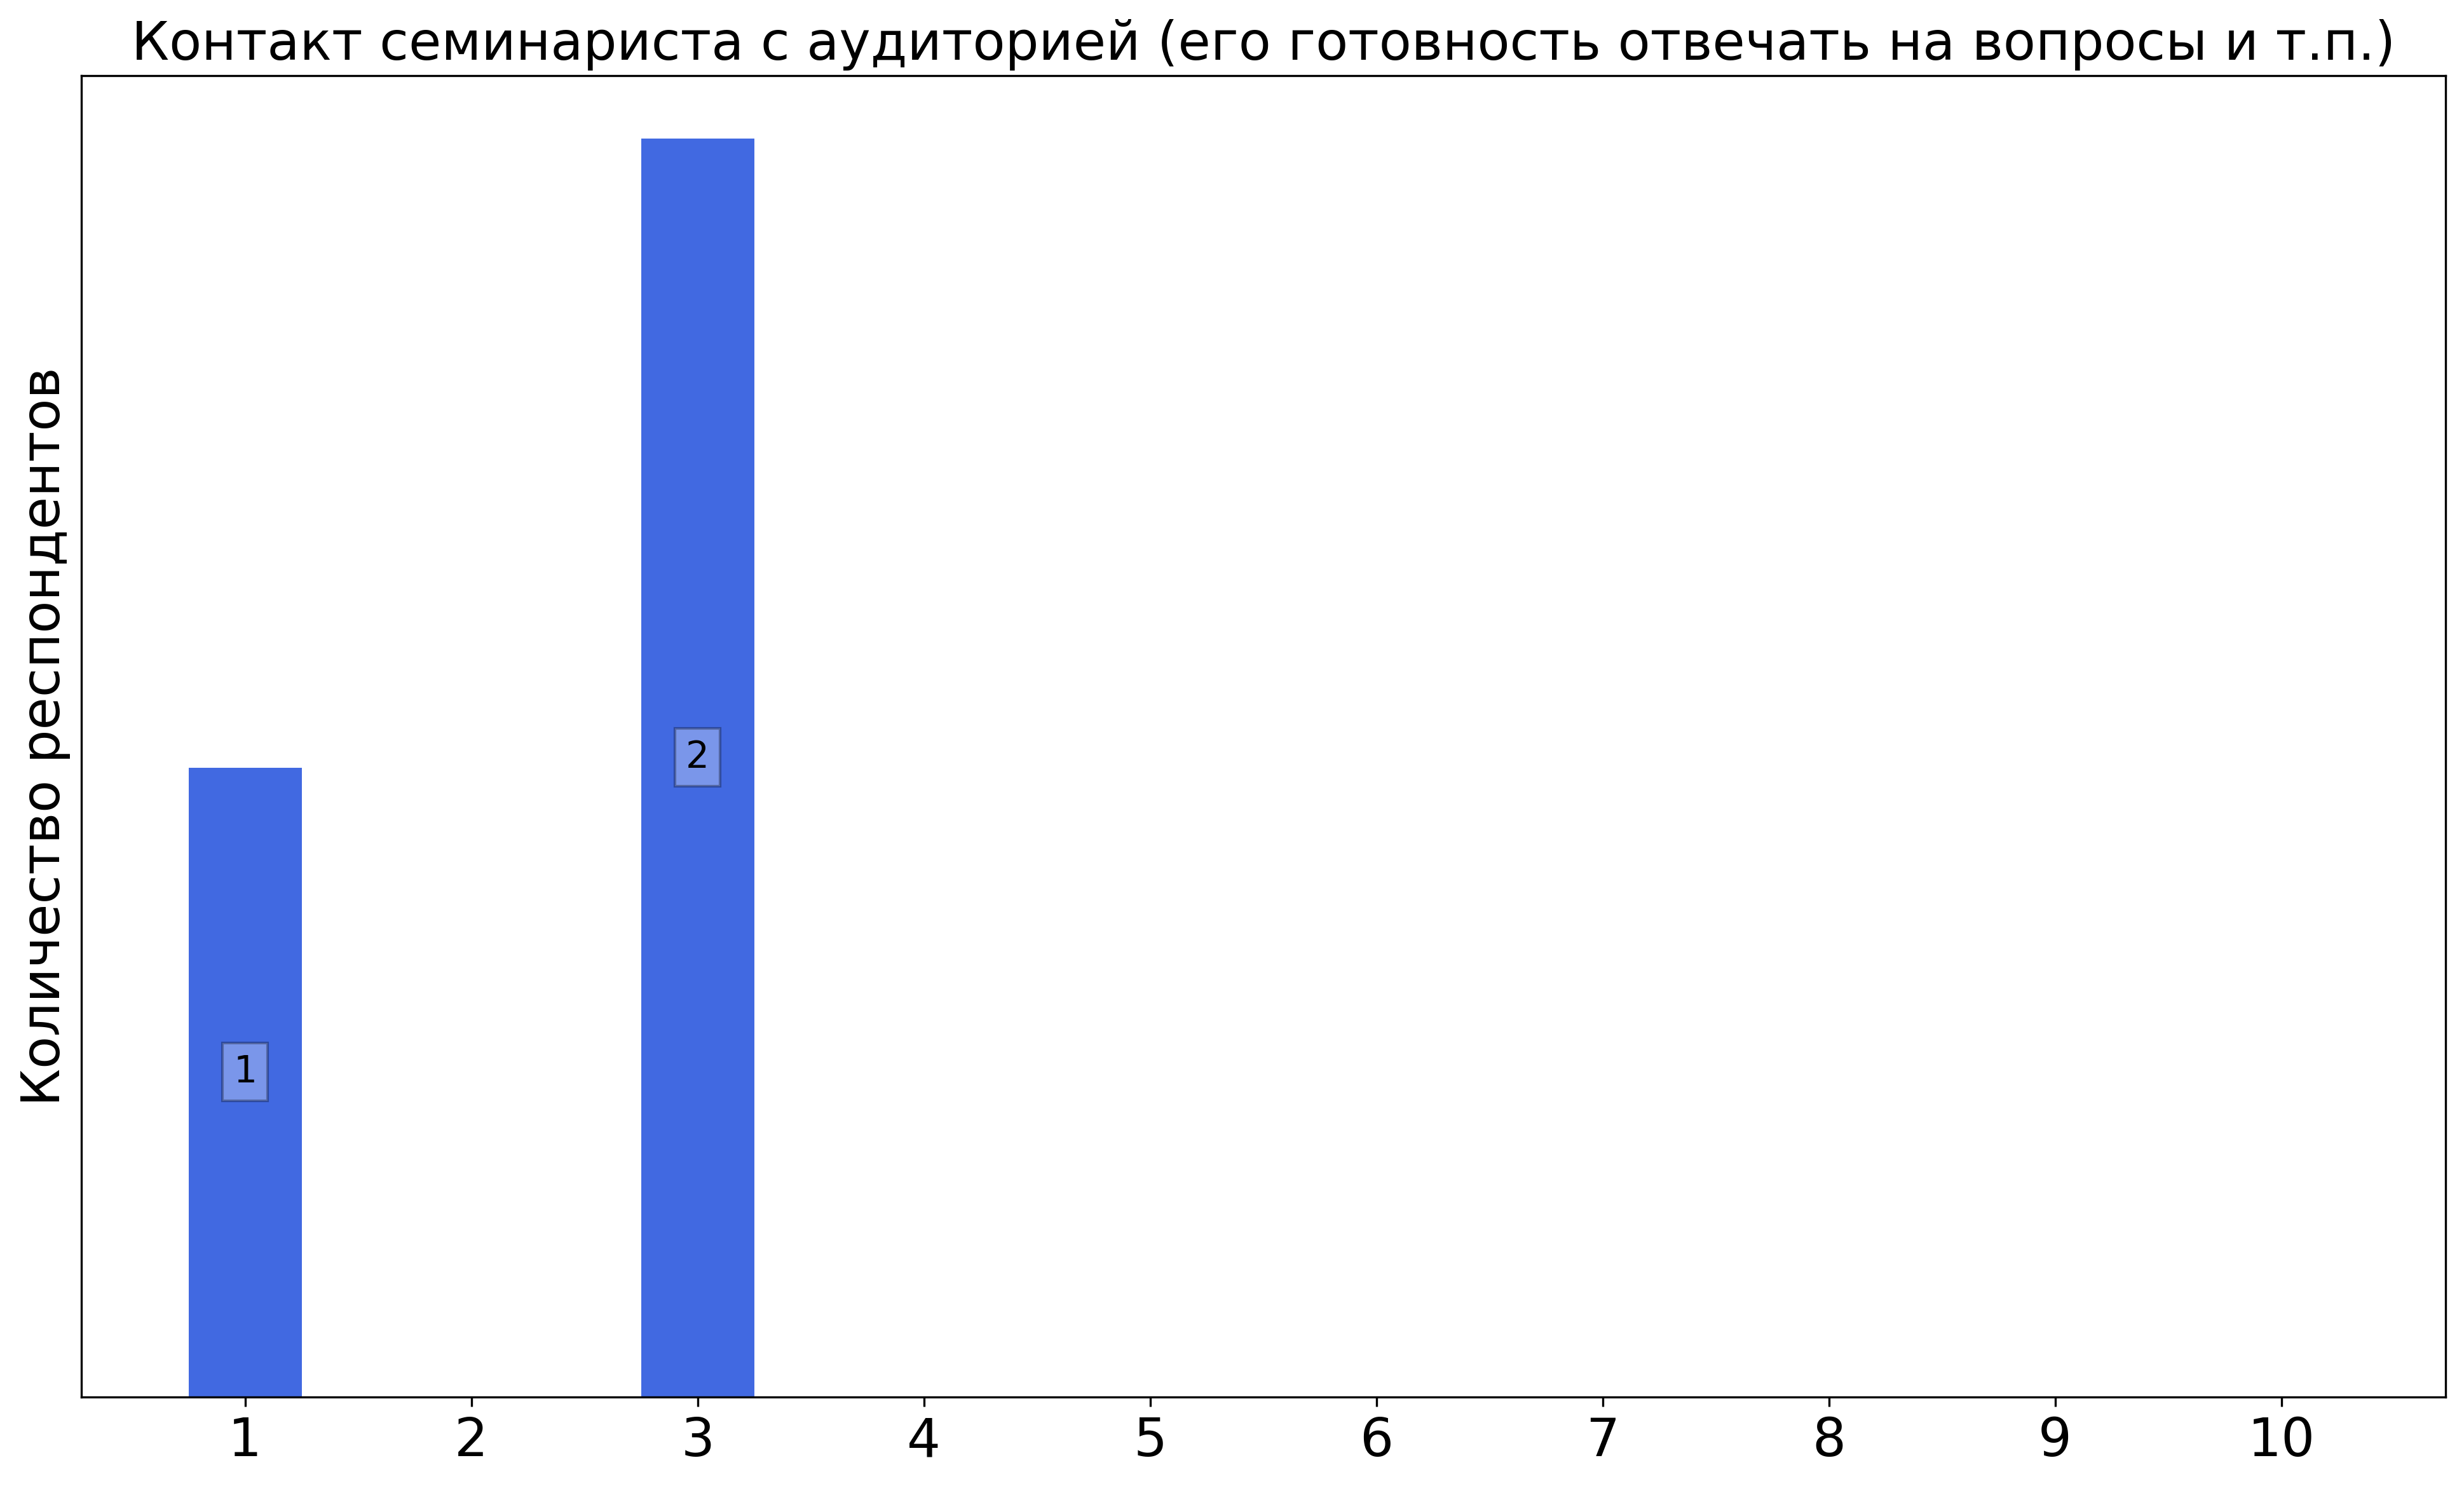 Контакт семинариста с аудиторией (его готовность отвечать на вопросы и т.п.)
Количество респондентов
2
1
1 2 3 4 5 6 7 8 9 10